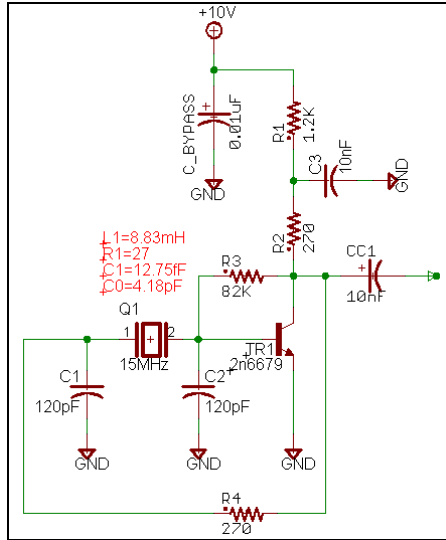 +10V
C_BYPASS
0.01uF
GND
R1
1.2K
C3
10nF
GND
R2
270
L1=8.83mH
R1=27
C1=12.75fF
C0=4.18pF
R3
82K
CC1
10nF
Q1
1
2
15MHz
TR1
2n6679
C1
120pF
C2
120pF
GND
GND
GND
R4
270